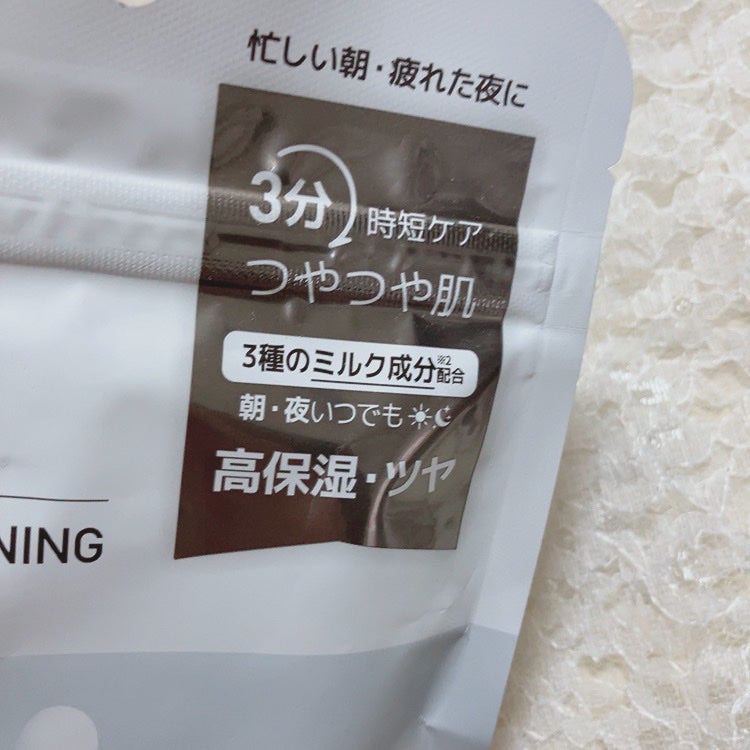 忙しい朝・疲れた夜に
3分 時短ケア
つやつや肌
3種のミルク成分※2配合
朝・夜いつでも
高保湿・ツヤ
NING